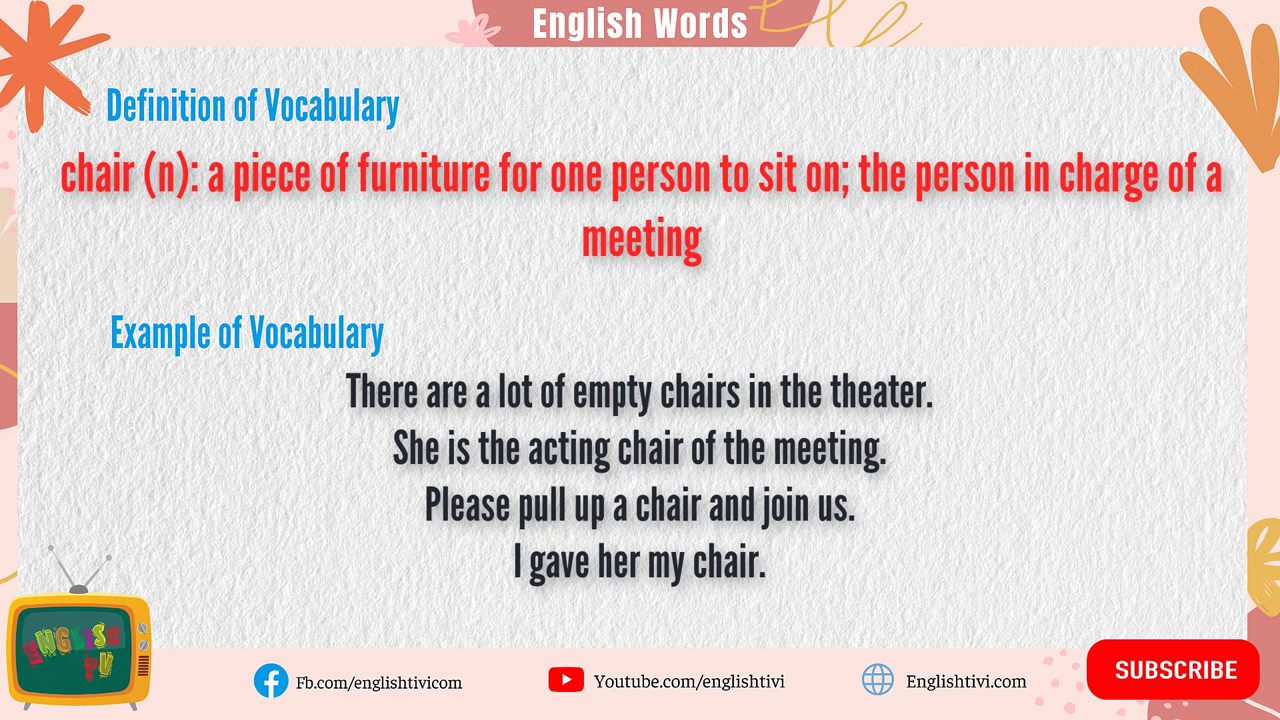 English Words
Definition of Vocabulary
chair (n): a piece of furniture for one person to sit on; the person in charge of a
meeting
Example of Vocabulary
There are a lot of empty chairs in the theater.
She is the acting chair of the meeting.
Please pull up a chair and join us.
I gave her my chair.
ENGLISH
TV
Fb.com/englishtivicom
Youtube.com/englishtivi
Englishtivi.com
SUBSCRIBE